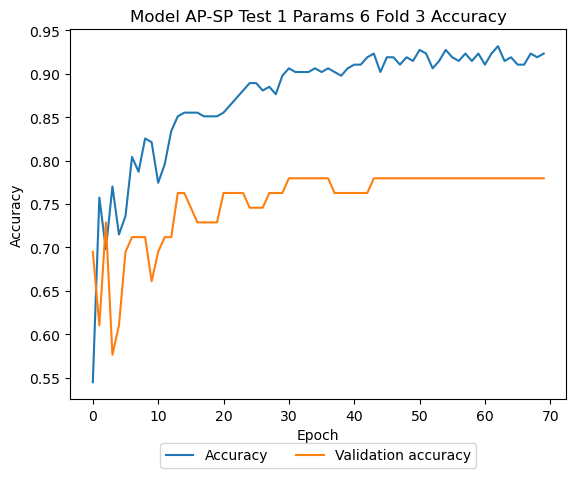 Model AP-SP Test 1 Params 6 Fold 3 Accuracy
0.95
0.90
0.85
0.80
0.75
0.70
0.65
0.60
0.55
Accuracy
0 10 20 30 40 50 60 70
Epoch
Accuracy Validation accuracy